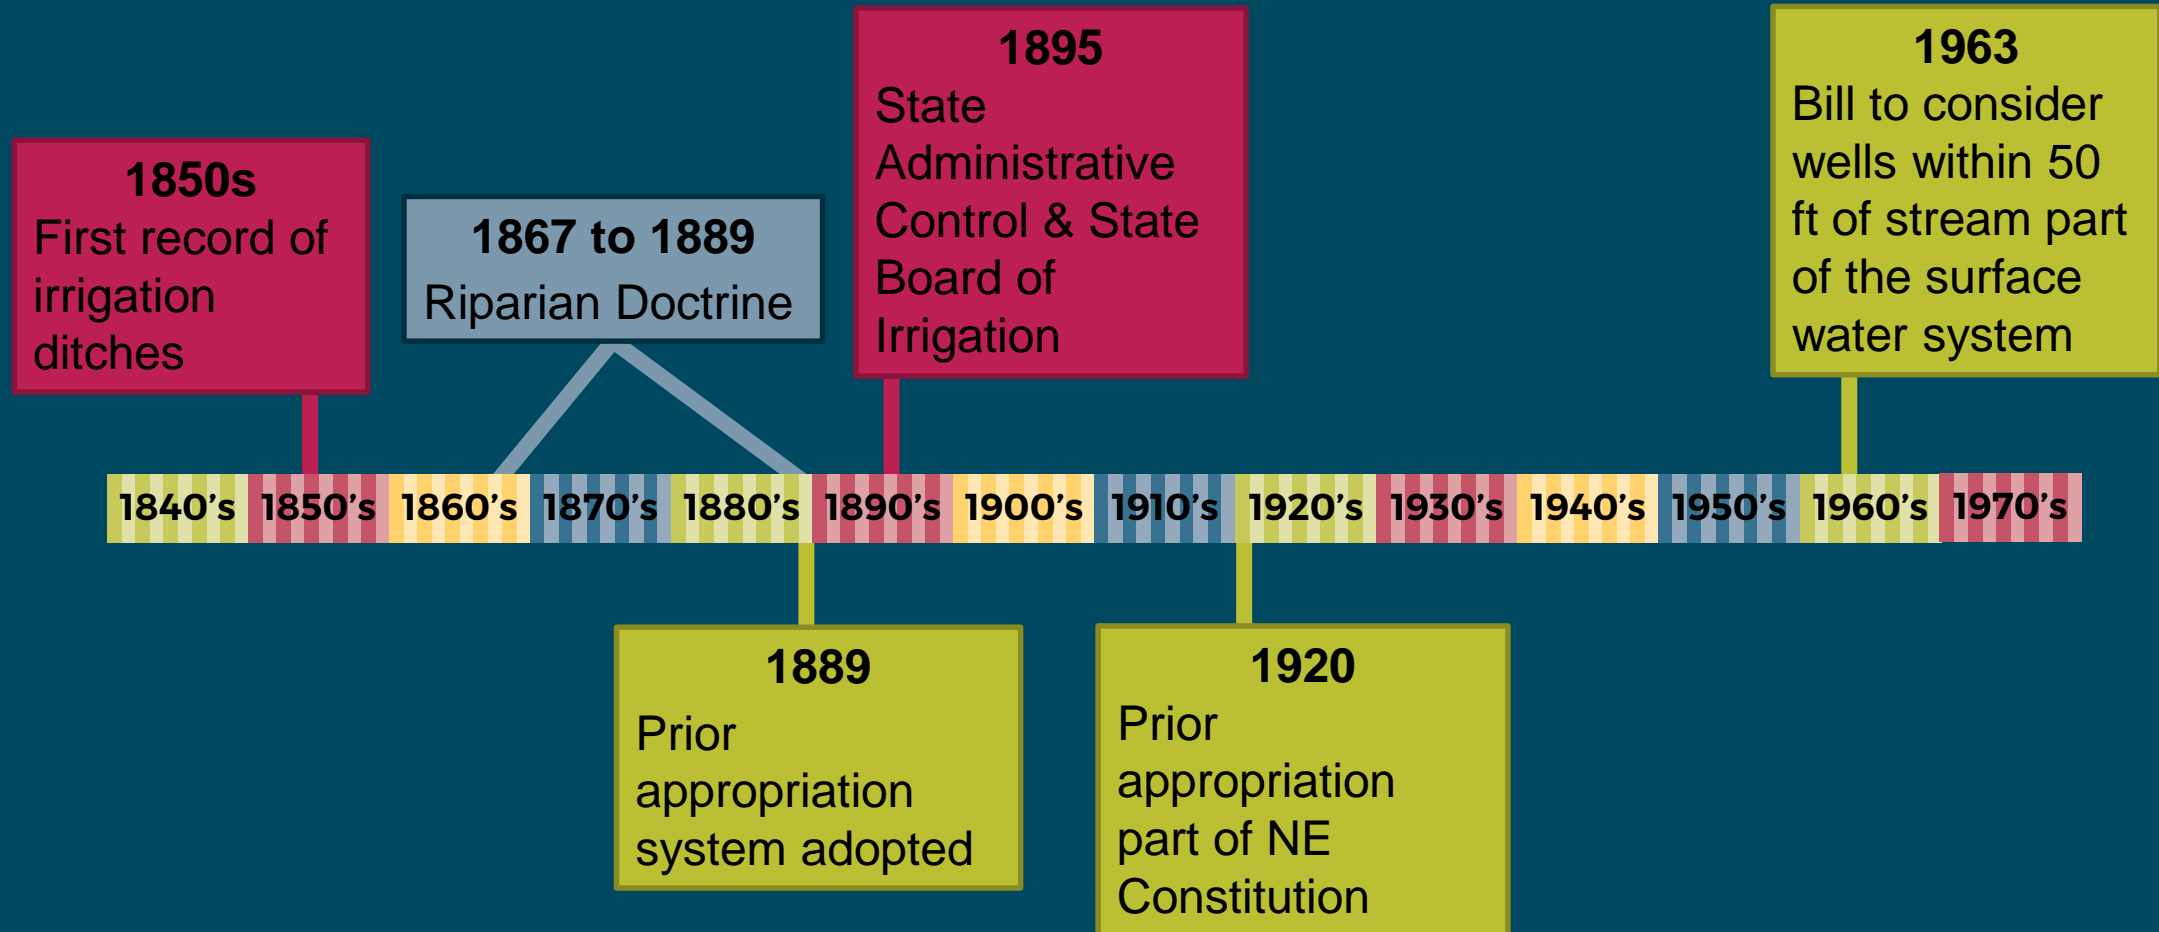 1850s
First record of
irrigation
ditches
1867 to 1889
Riparian Doctrine
1895
State
Administrative
Control & State
Board of
Irrigation
1963
Bill to consider
wells within 50
ft of stream part
of the surface
water system
1840’s 1850’s 1860’s 1870’s 1880’s 1890’s 1900’s 1910’s 1920’s 1930’s 1940’s 1950’s 1960’s 1970’s
1889
Prior
appropriation
system adopted
1920
Prior
appropriation
part of NE
Constitution